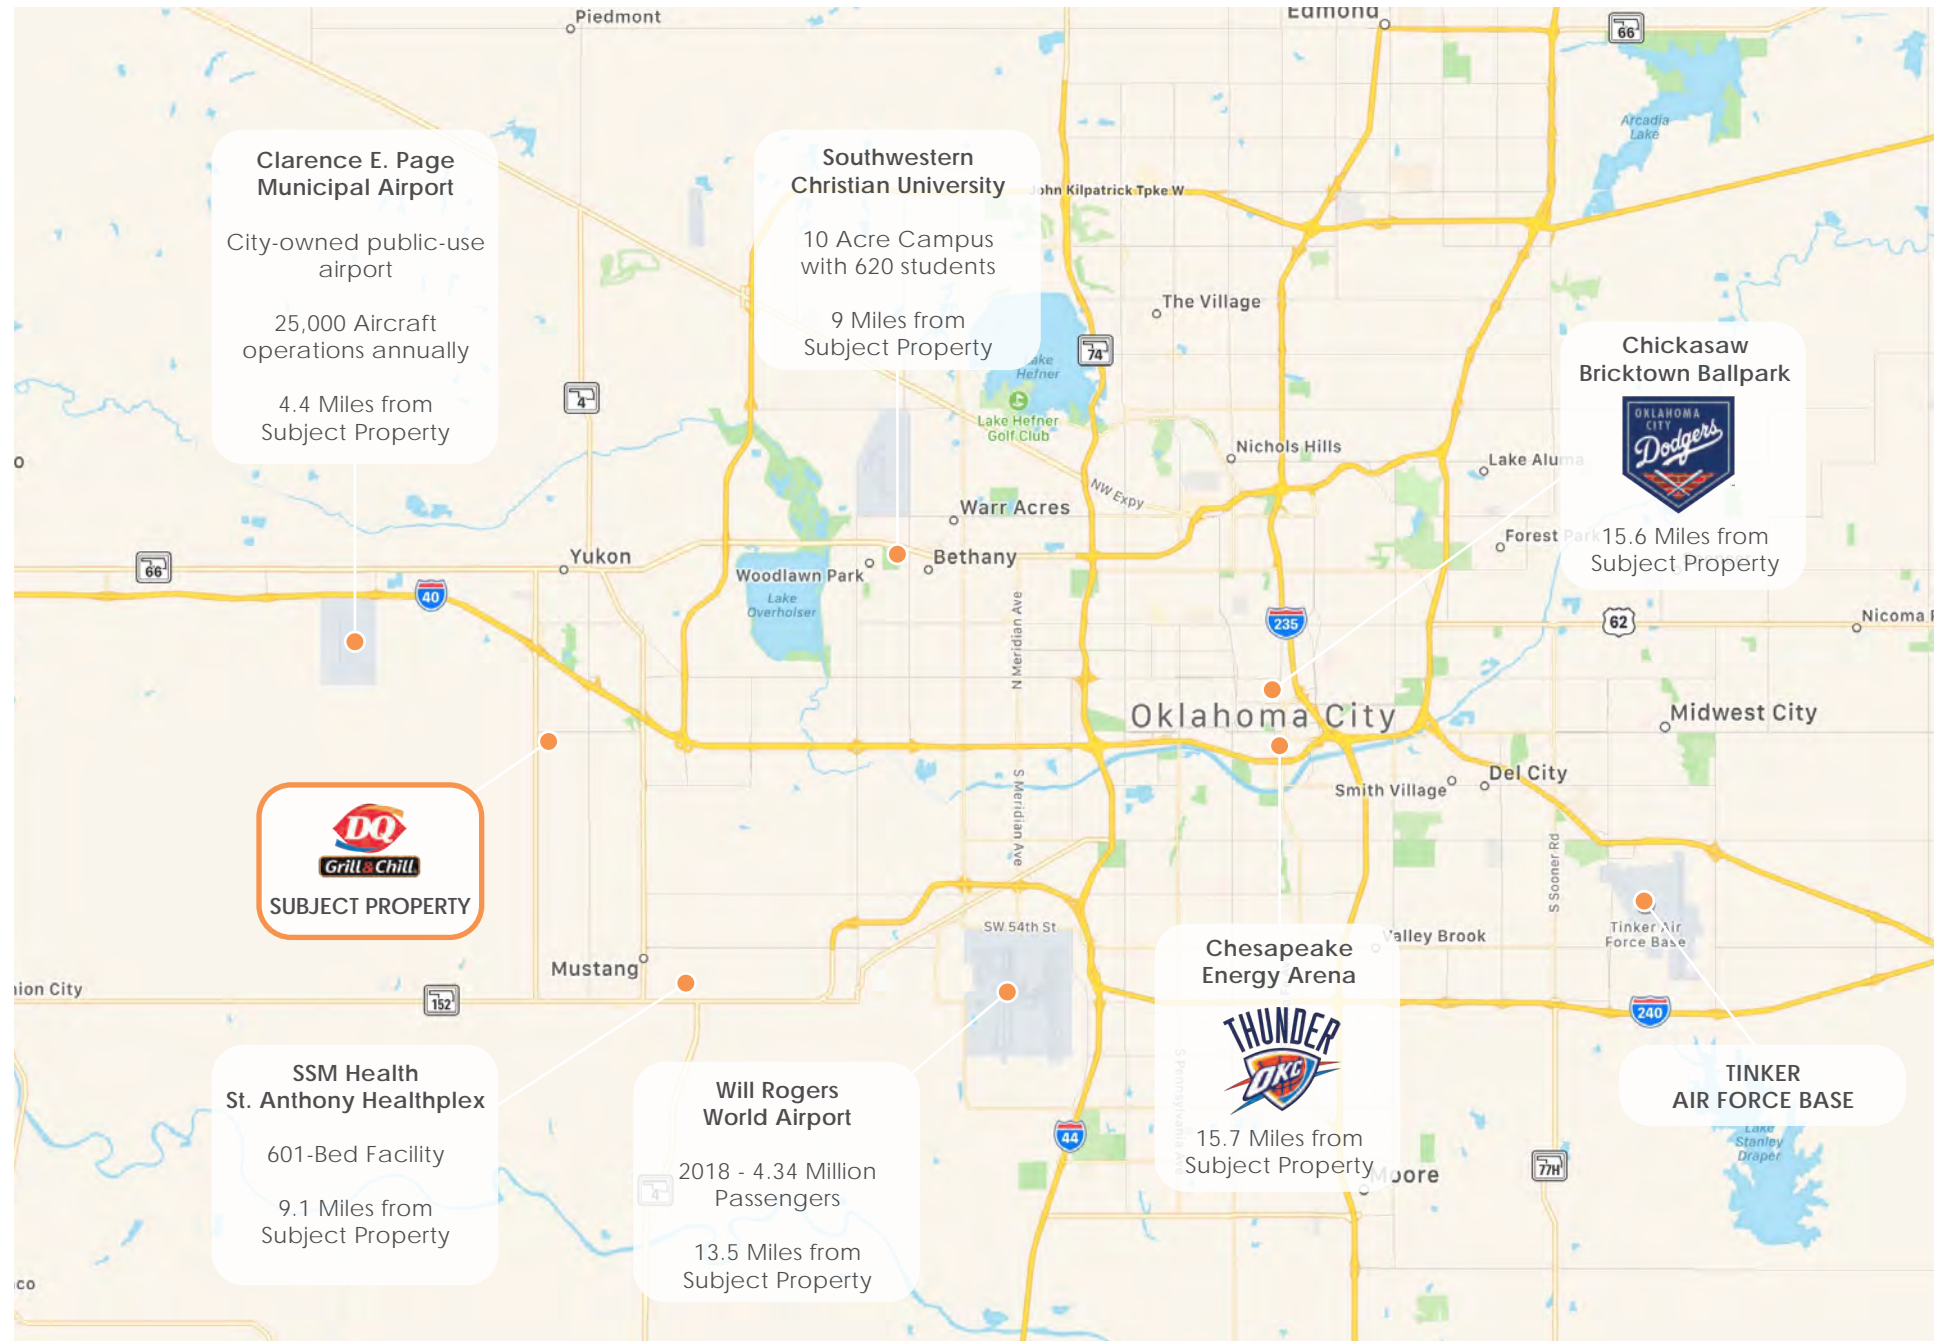 Piedmont
Edmond
66
Arcadia
Lake
Clarence E. Page
Municipal Airport
City-owned public-use
airport
25,000 Aircraft
operations annually
4.4 Miles from
Subject Property
Southwestern
Christian University
10 Acre Campus
with 620 students
9 Miles from
Subject Property
John Kilpatrick Tpke W
The Village
74
Hefner
Lake Hefner
Golf Club
4
Chickasaw
Bricktown Ballpark
OKLAHOMA
CITY
Dodgers
15.6 Miles from
Subject Property
Nichols Hills
NW Expy
Warr Acres
Forest Park
66
Yukon
Woodlawn Park
Bethany
Lake
Overholser
40
N Meridian Ave
235
62
Oklahoma City
Midwest City
DQ
Grill & Chill
SUBJECT PROPERTY
S Meridian Ave
Smith Village
Del City
S Sooner Rd
SW 54th St
Valley Brook
Tinker Air
Force Base
Mustang
152
240
SSM Health
St. Anthony Healthplex
601-Bed Facility
9.1 Miles from
Subject Property
4
Will Rogers
World Airport
2018 - 4.34 Million
Passengers
13.5 Miles from
Subject Property
44
Chesapeake
Energy Arena
THUNDER
OKC
15.7 Miles from
Subject Property
S Pennsylvania Ave
Moore
77H
TINKER
AIR FORCE BASE
Lake
Stanley
Draper